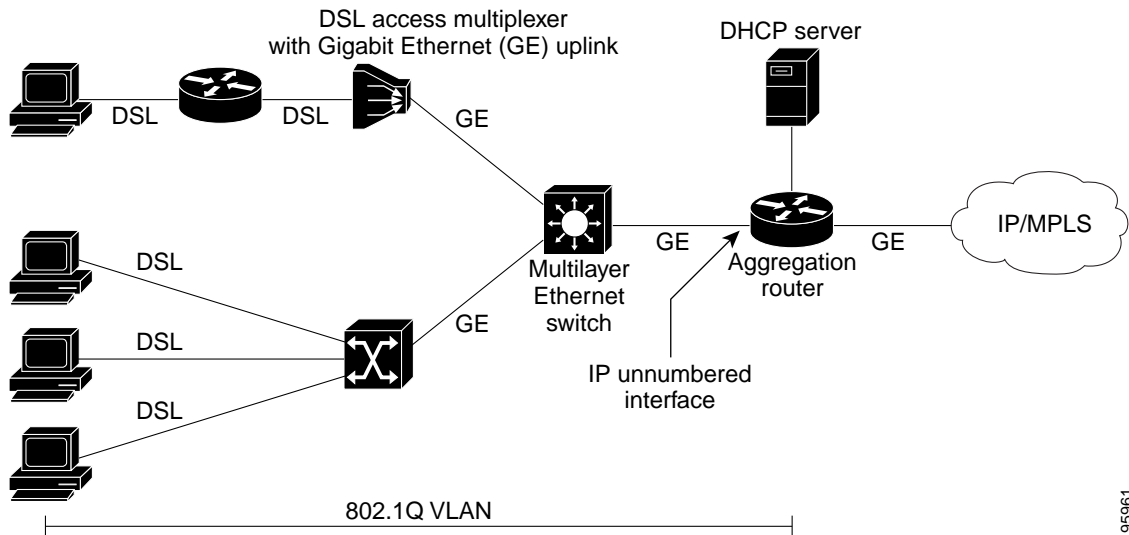 DSL access multiplexer
with Gigabit Ethernet (GE) uplink
DHCP server
DSL
DSL
GE
DSL
DSL
DSL
GE
Multilayer
Ethernet
switch
GE
Aggregation
router
GE
IP/MPLS
IP unnumbered
interface
802.1Q VLAN
95961